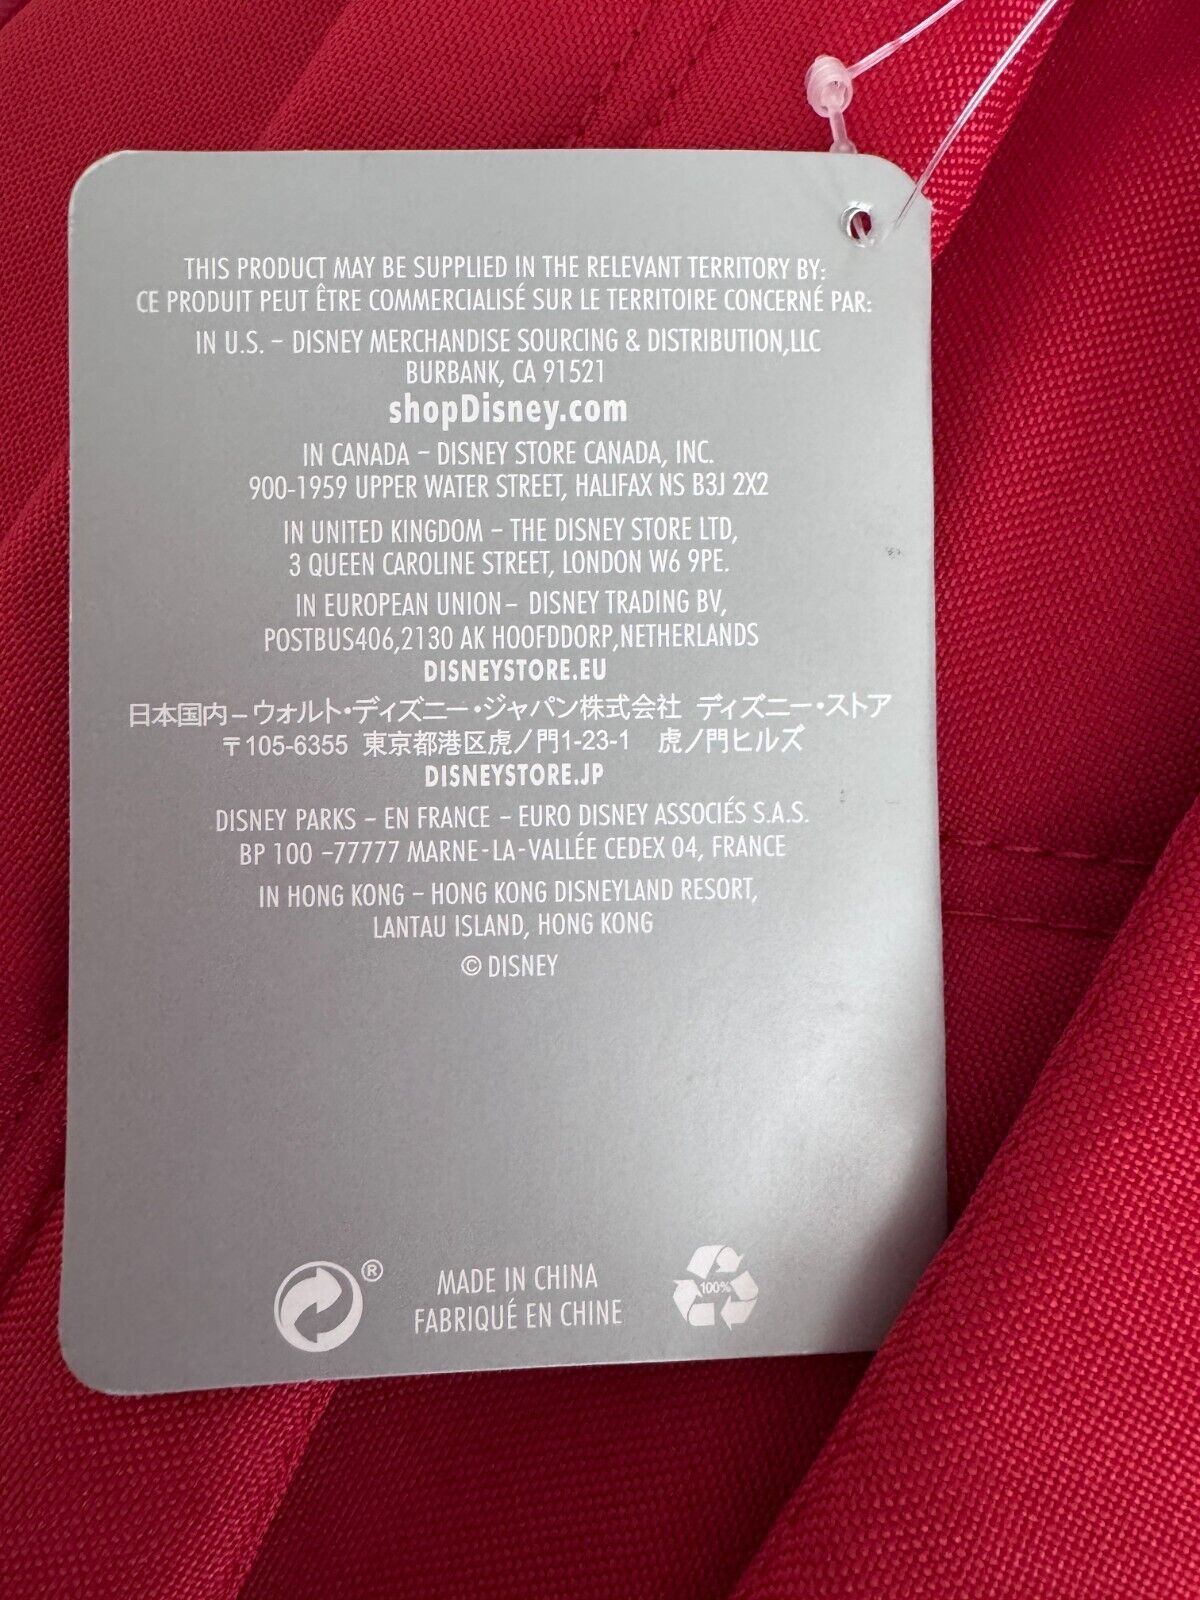 THIS PRODUCT MAY BE SUPPLIED IN THE RELEVANT TERRITORY BY:
CE PRODUIT PEUT ÊTRE COMMERCIALISÉ SUR LE TERRITOIRE CONCERNÉ PAR:
IN U.S. – DISNEY MERCHANDISE SOURCING & DISTRIBUTION,LLC
BURBANK, CA 91521
shopDisney.com
IN CANADA – DISNEY STORE CANADA, INC.
900-1959 UPPER WATER STREET, HALIFAX NS B3J 2X2
IN UNITED KINGDOM – THE DISNEY STORE LTD,
3 QUEEN CAROLINE STREET, LONDON W6 9PE.
IN EUROPEAN UNION – DISNEY TRADING BV,
POSTBUS406,2130 AK HOOFDDORP,NETHERLANDS
DISNEYSTORE.EU
日本国内 – ウォルト・ディズニー・ジャパン株式会社 ディズニー・ストア
〒105-6355 東京都港区虎ノ門1-23-1 虎ノ門ヒルズ
DISNEYSTORE.JP
DISNEY PARKS – EN FRANCE – EURO DISNEY ASSOCIÉS S.A.S.
BP 100 –77777 MARNE-LA-VALLÉE CEDEX 04, FRANCE
IN HONG KONG – HONG KONG DISNEYLAND RESORT,
LANTAU ISLAND, HONG KONG
© DISNEY
®
MADE IN CHINA
FABRIQUÉ EN CHINE
100%